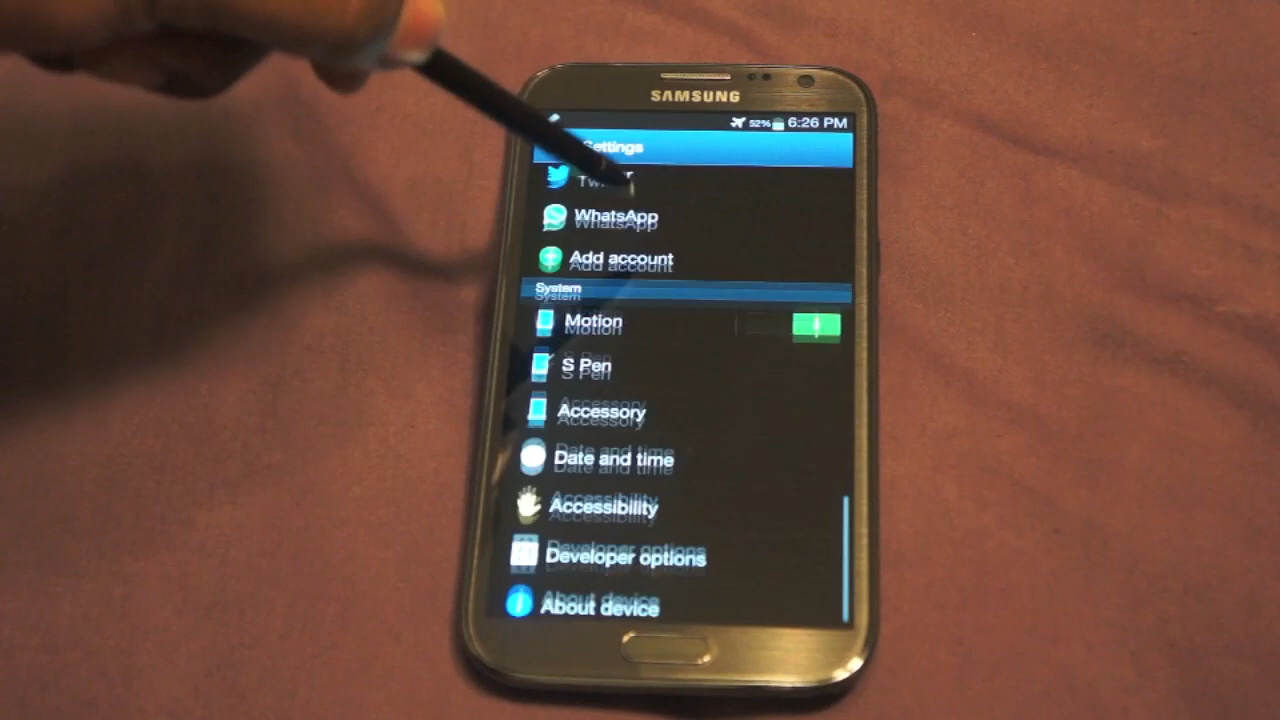 SAMSUNG
52% 6:26 PM
Settings
WhatsApp
Add account
System
Motion
S Pen
Accessory
Date and time
Accessibility
Developer options
About device